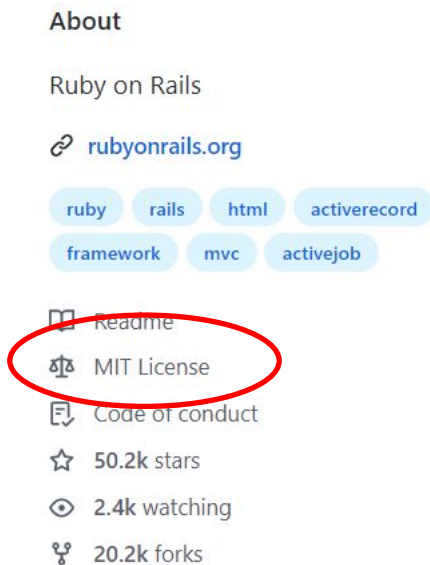 About
Ruby on Rails
rubyonrails.org
ruby rails html activerecord
framework mvc activejob
Readme
MIT License
Code of conduct
50.2k stars
2.4k watching
20.2k forks